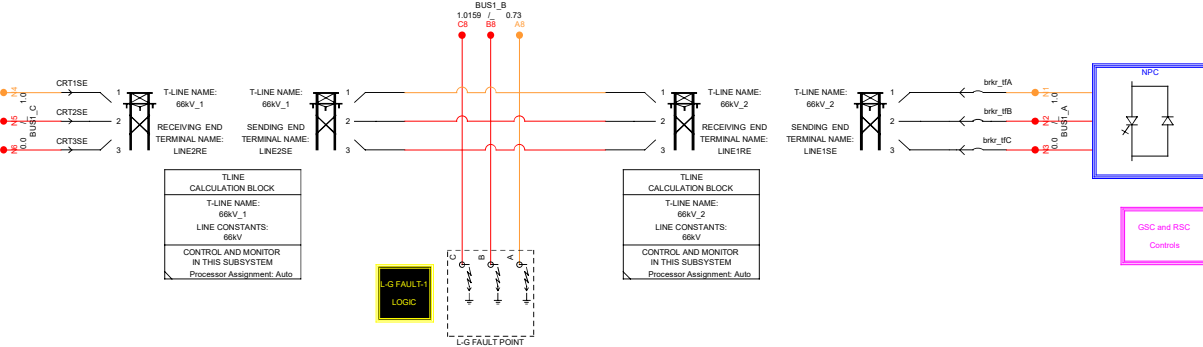 BUS1_B
1.0159 /_ 0.73
C8 B8 A8
N4
N5
N6
1.0
0.0 /_
BUS1_C
CRT1SE
CRT2SE
CRT3SE
1
2
3
T-LINE NAME:
66kV_1
RECEIVING END
TERMINAL NAME:
LINE2RE
T-LINE NAME:
66kV_1
SENDING END
TERMINAL NAME:
LINE2SE
1
2
3
1
2
3
T-LINE NAME:
66kV_2
RECEIVING END
TERMINAL NAME:
LINE1RE
T-LINE NAME:
66kV_2
SENDING END
TERMINAL NAME:
LINE1SE
1
2
3
brkr_tfA
brkr_tfB
brkr_tfC
N1
N2
N3
1.0
0.0 /_
BUS1_A
NPC
TLINE
CALCULATION BLOCK
T-LINE NAME:
66kV_1
LINE CONSTANTS:
66kV
CONTROL AND MONITOR
IN THIS SUBSYSTEM
Processor Assignment: Auto
TLINE
CALCULATION BLOCK
T-LINE NAME:
66kV_2
LINE CONSTANTS:
66kV
CONTROL AND MONITOR
IN THIS SUBSYSTEM
Processor Assignment: Auto
GSC and RSC
Controls
L-G FAULT-1
LOGIC
C B A
L-G FAULT POINT